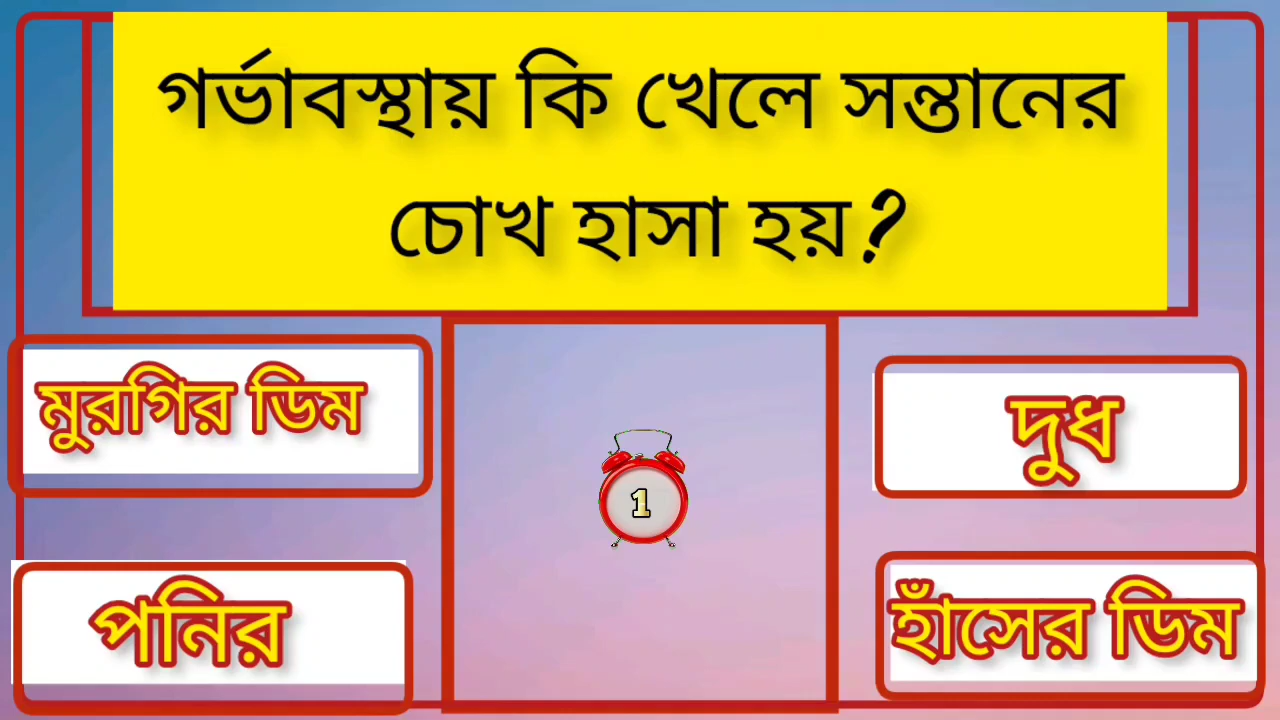 গর্ভাবস্থায় কি খেলে সন্তানের
চোখ হাসা হয়?
মুরগির ডিম
দুধ
1
পনির
হাঁসের ডিম